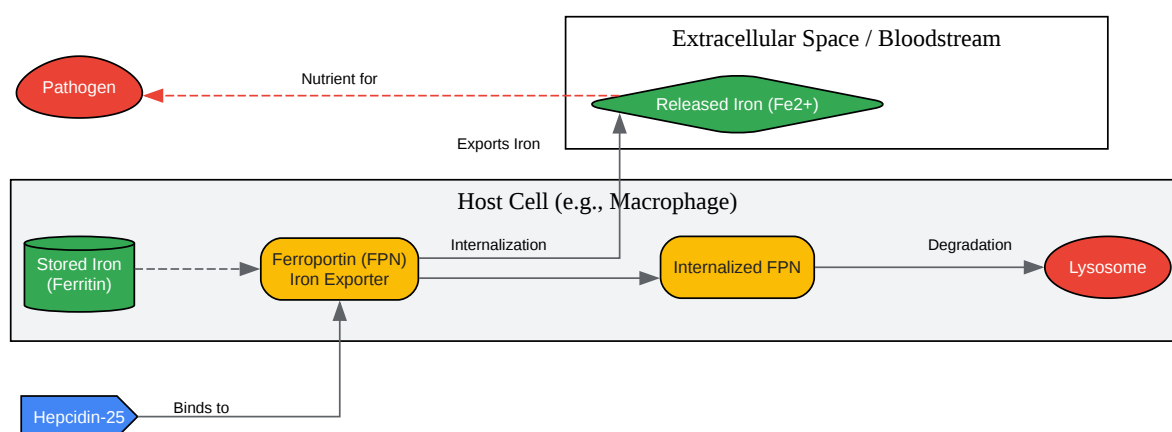 Extracellular Space / Bloodstream
Pathogen
Nutrient for
Released Iron (Fe2+)
Exports Iron
Host Cell (e.g., Macrophage)
Stored Iron
(Ferritin)
Ferroportin (FPN)
Iron Exporter
Internalization
Internalized FPN
Degradation
Lysosome
Hepcidin-25
Binds to